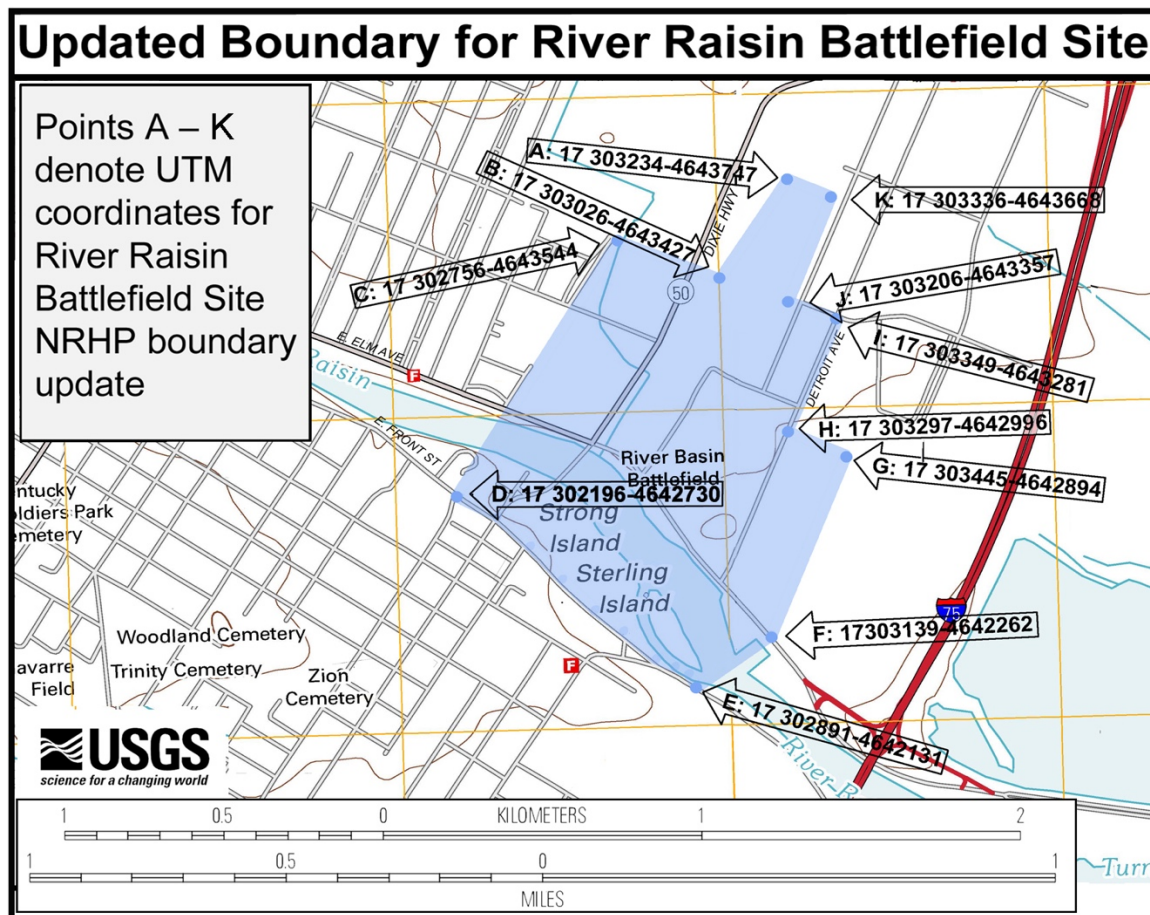 Updated Boundary for River Raisin Battlefield Site
Points A – K
denote UTM
coordinates for
River Raisin
Battlefield Site
NRHP boundary
update
A: 17 303234-4643747
B: 17 303026-4643427
C: 17 302756-4643544
K: 17 303336-4643668
DIXIE HWY
50
J: 17 303206-4643357
I: 17 303349-4643281
E. ELM AVE
Raisin
F
DETROIT AVE
E. FRONT ST
H: 17 303297-4642996
G: 17 303445-4642894
River Basin
Battlefield
D: 17 302196-4642730
entucky
oldiers Park
emetery
Strong
Island
Sterling
Island
75
F: 17303139-4642262
Woodland Cemetery
Trinity Cemetery
avarre
Field
Zion
Cemetery
F
E: 17 302891-4642131
River R
USGS
science for a changing world
1 0.5 0 KILOMETERS 1 2
1 0.5 0 1
MILES
Turn